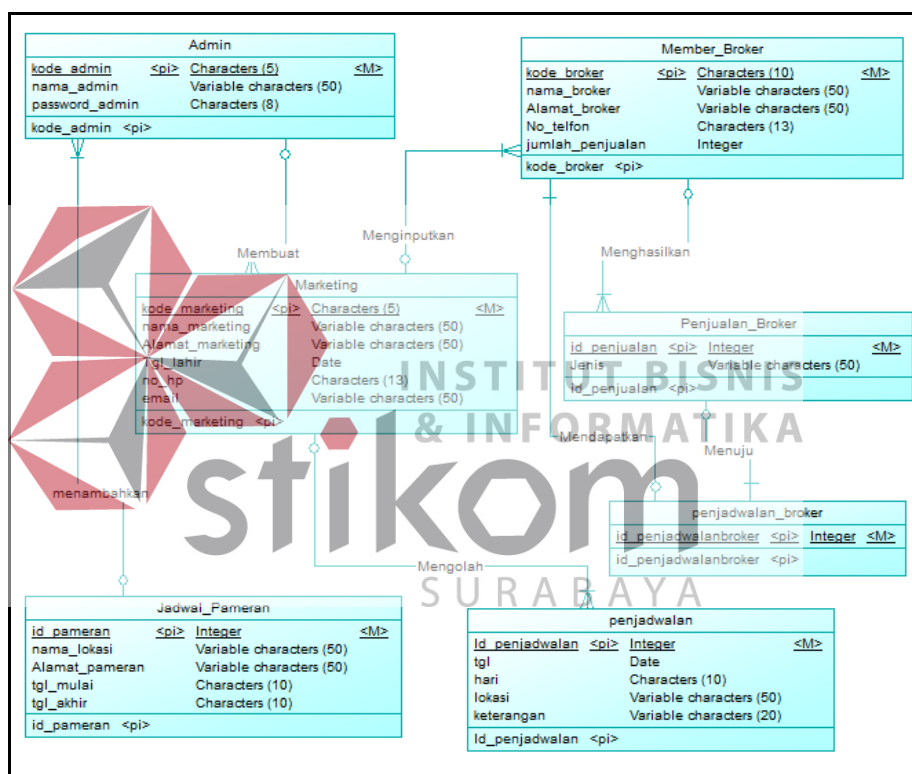 Admin
kode_admin <pi> Characters (5) <M>
nama_admin Variable characters (50)
password_admin Characters (8)
kode_admin <pi>
Member_Broker
kode_broker <pi> Characters (10) <M>
nama_broker Variable characters (50)
Alamat_broker Variable characters (50)
No_telfon Characters (13)
jumlah_penjualan Integer
kode_broker <pi>
Membuat
Menginputkan
Menghasilkan
Marketing
kode_marketing <pi> Characters (5) <M>
nama_marketing Variable characters (50)
Alamat_marketing Variable characters (50)
Tgl_lahir Date
no_hp Characters (13)
email Variable characters (50)
kode_marketing <pi>
Penjualan_Broker
id_penjualan <pi> Integer <M>
Jenis Variable characters (50)
id_penjualan <pi>
INSTITUT BISNIS
& INFORMATIKA
stikom
SURABAYA
Mendapatkan
Menuju
menambahkan
penjadwalan_broker
id_penjadwalanbroker <pi> Integer <M>
id_penjadwalanbroker <pi>
Mengolah
Jadwal_Pameran
id_pameran <pi> Integer <M>
nama_lokasi Variable characters (50)
Alamat_pameran Variable characters (50)
tgl_mulai Characters (10)
tgl_akhir Characters (10)
id_pameran <pi>
penjadwalan
Id_penjadwalan <pi> Integer <M>
tgl Date
hari Characters (10)
lokasi Variable characters (50)
keterangan Variable characters (20)
Id_penjadwalan <pi>